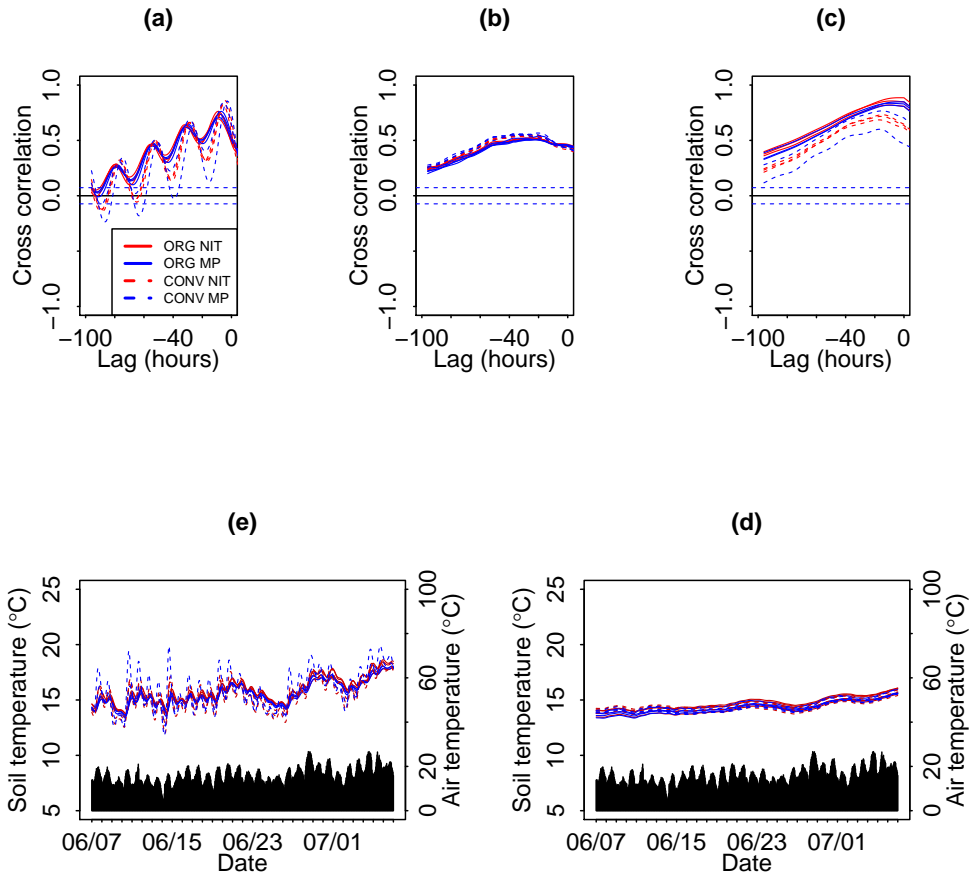 (a)
Cross correlation
1.0
0.5
0.0
−1.0
ORG NIT
ORG MP
CONV NIT
CONV MP
−100
−40
0
Lag (hours)
(b)
Cross correlation
1.0
0.5
0.0
−1.0
−100
−40
0
Lag (hours)
(c)
Cross correlation
1.0
0.5
0.0
−1.0
−100
−40
0
Lag (hours)
(e)
Soil temperature (°C)
25
20
15
10
5
100
60
20
0
Air temperature (°C)
06/07
06/15
06/23
07/01
Date
(d)
Soil temperature (°C)
25
20
15
10
5
100
60
20
0
Air temperature (°C)
06/07
06/15
06/23
07/01
Date